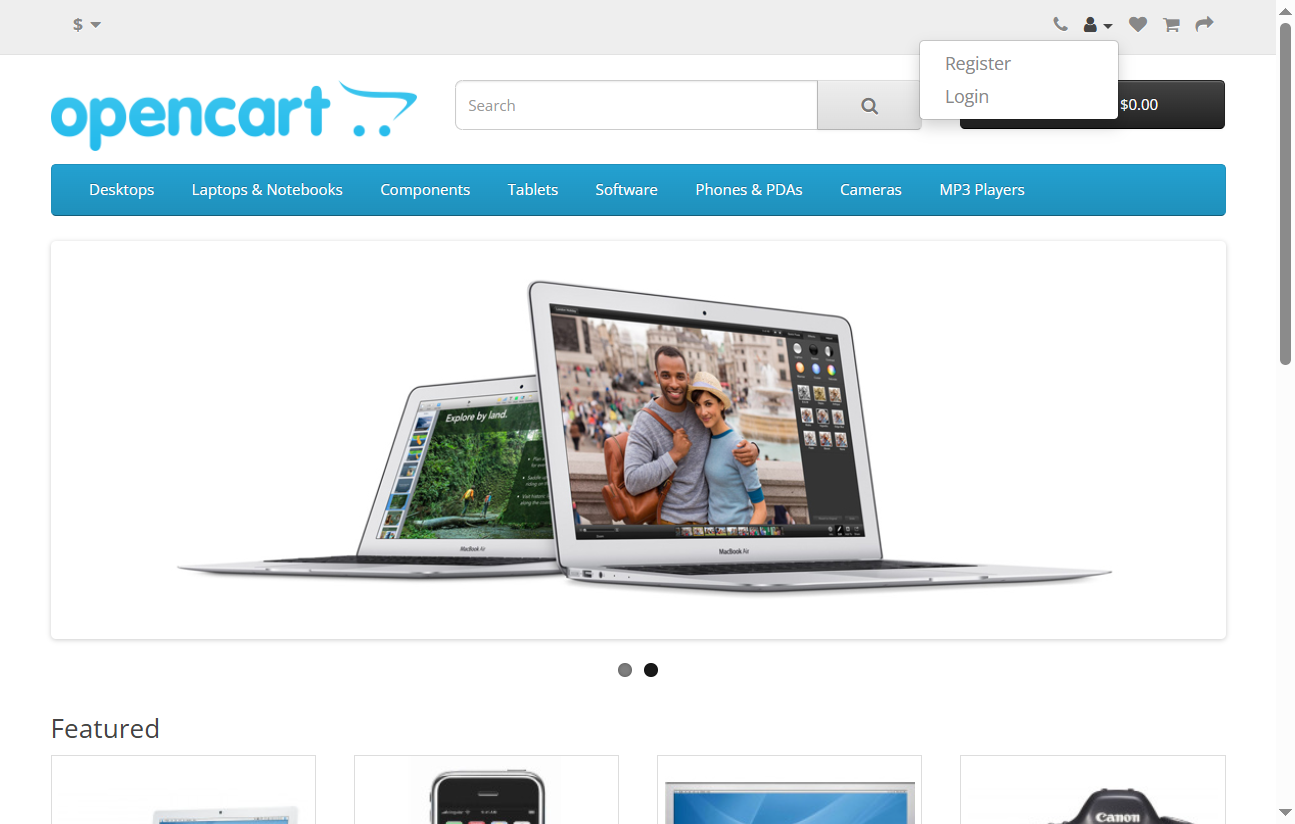 $
Register
Login
opencart
Search
$0.00
Desktops
Laptops & Notebooks
Components
Tablets
Software
Phones & PDAs
Cameras
MP3 Players
Explore by land.
MacBook Air
MacBook Air
Featured
Canon